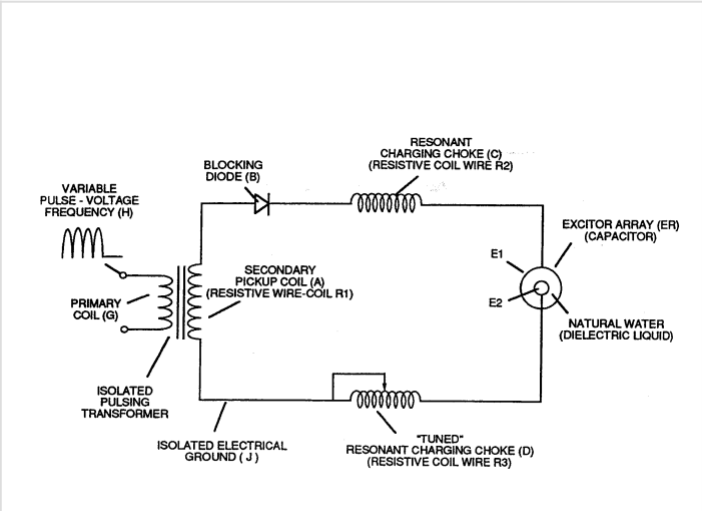 RESONANT
CHARGING CHOKE (C)
(RESISTIVE COIL WIRE R2)
BLOCKING
DIODE (B)
VARIABLE
PULSE - VOLTAGE
FREQUENCY (H)
EXCITOR ARRAY (ER)
(CAPACITOR)
E1
SECONDARY
PICKUP COIL (A)
(RESISTIVE WIRE-COIL R1)
PRIMARY
COIL (G)
E2
NATURAL WATER
(DIELECTRIC LIQUID)
ISOLATED
PULSING
TRANSFORMER
ISOLATED ELECTRICAL
GROUND ( J )
"TUNED"
RESONANT CHARGING CHOKE (D)
(RESISTIVE COIL WIRE R3)